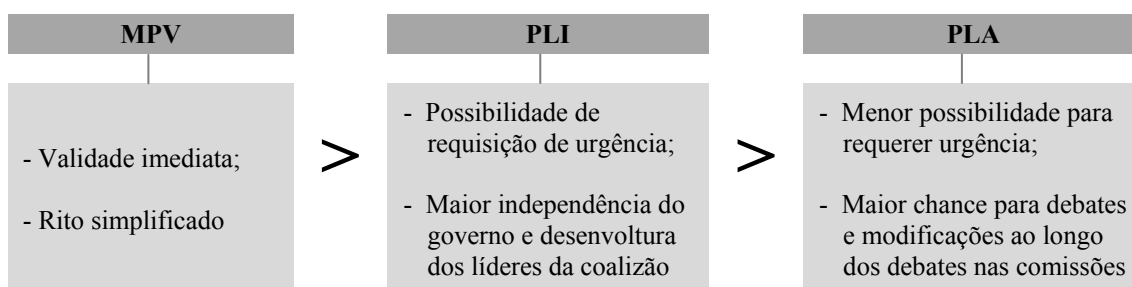 MPV
- Validade imediata;
- Rito simplificado
>
PLI
- Possibilidade de
requisição de urgência;
- Maior independência do
governo e desenvoltura
dos líderes da coalizão
>
PLA
- Menor possibilidade para
requerer urgência;
- Maior chance para debates
e modificações ao longo
dos debates nas comissões